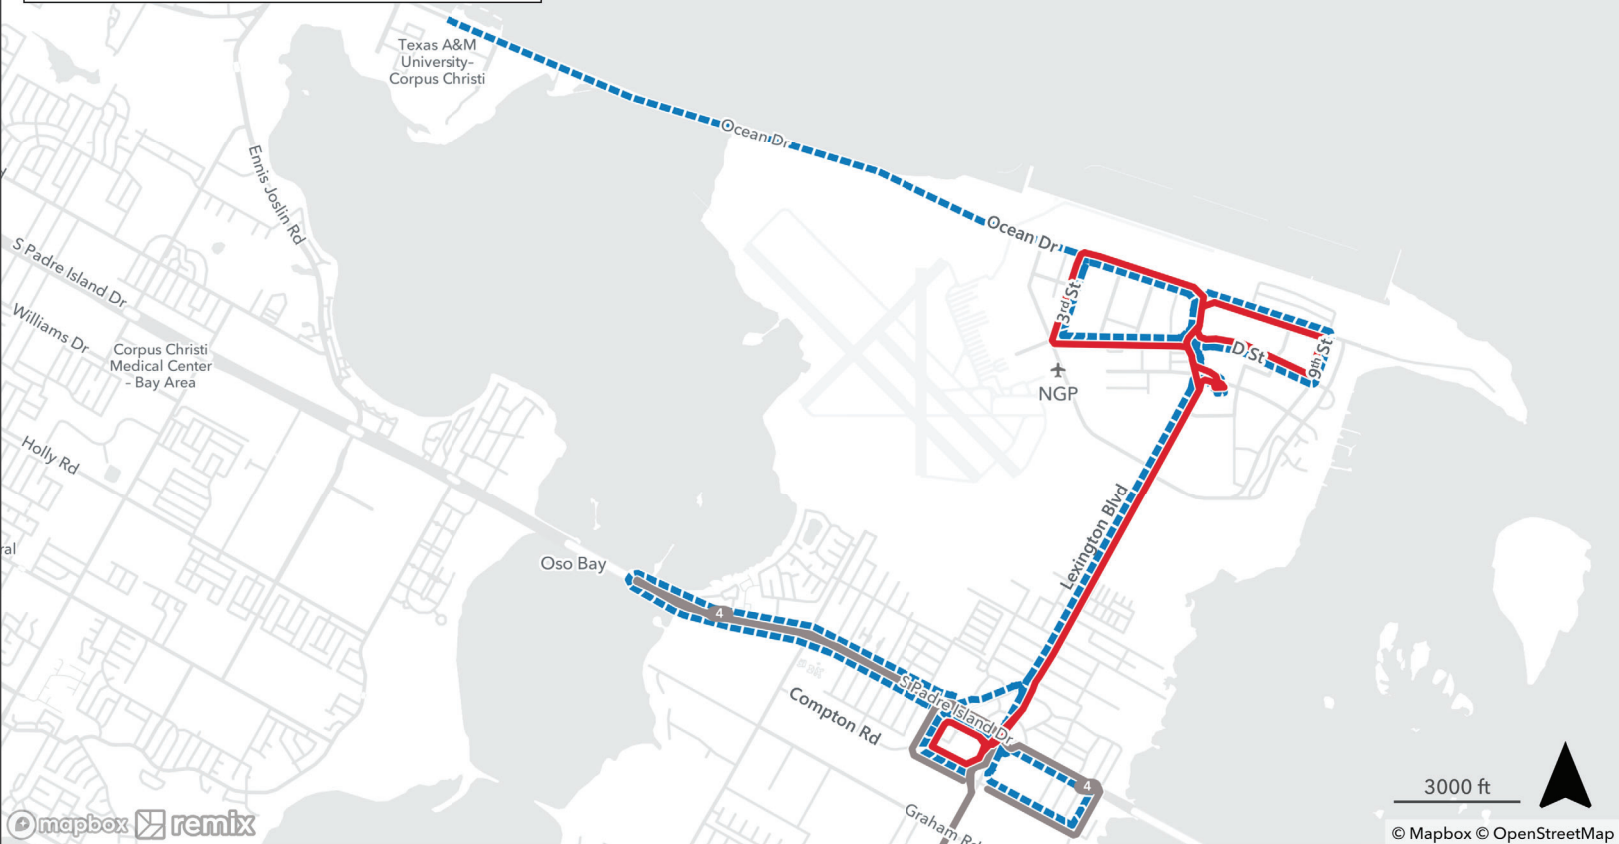 Texas A&M
University-
Corpus Christi
Ocean Dr
Ennis Joslin Rd
Ocean Dr
S Padre Island Dr
3rd St
Williams Dr
D St
9th St
Corpus Christi
Medical Center
- Bay Area
NGP
Holly Rd
Lexington Blvd
ral
Oso Bay
4
S Padre Island Dr
Compton Rd
4
3000 ft
Graham Rd
mapbox
remix
© Mapbox © OpenStreetMap